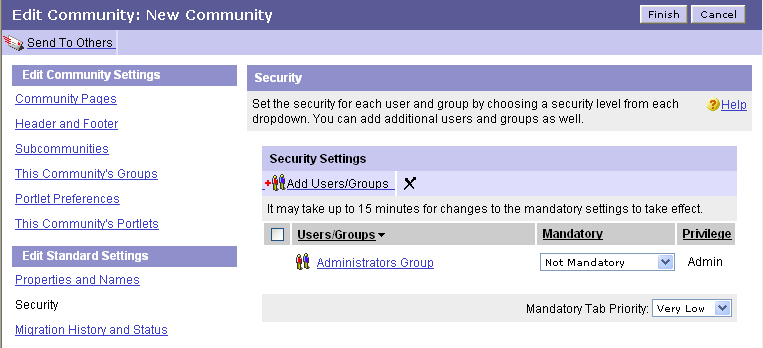 Edit Community: New Community
Finish
Cancel
Send To Others
Edit Community Settings
Community Pages
Header and Footer
Subcommunities
This Community's Groups
Portlet Preferences
This Community's Portlets
Edit Standard Settings
Properties and Names
Security
Migration History and Status
Security
Set the security for each user and group by choosing a security level from each
dropdown. You can add additional users and groups as well.
Help
Security Settings
Add Users/Groups
It may take up to 15 minutes for changes to the mandatory settings to take effect.
Users/Groups Mandatory Privilege
Administrators Group Not Mandatory Admin
Mandatory Tab Priority: Very Low